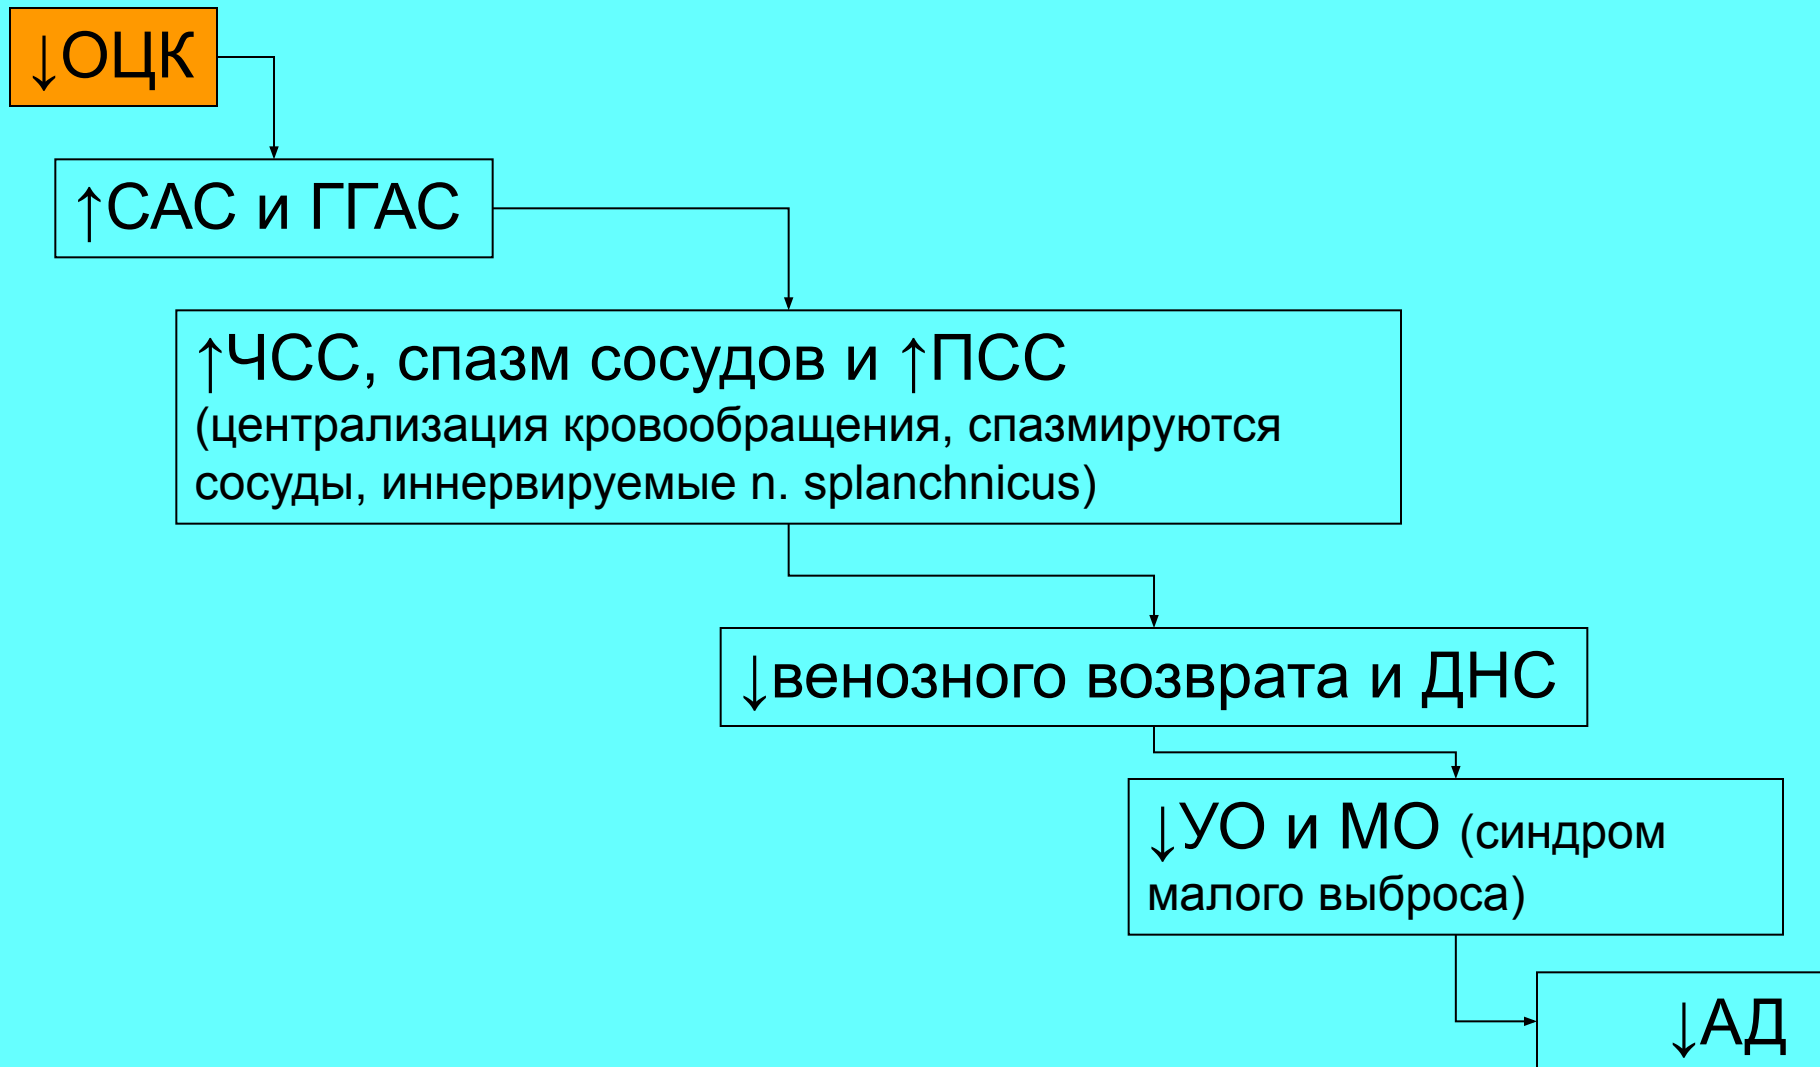 ↓ОЦК
↑САС и ГГАС
↑ЧСС, спазм сосудов и ↑ПСС
(централизация кровообращения, спазмируются
сосуды, иннервируемые n. splanchnicus)
↓венозного возврата и ДНС
↓УО и МО (синдром
малого выброса)
↓АД